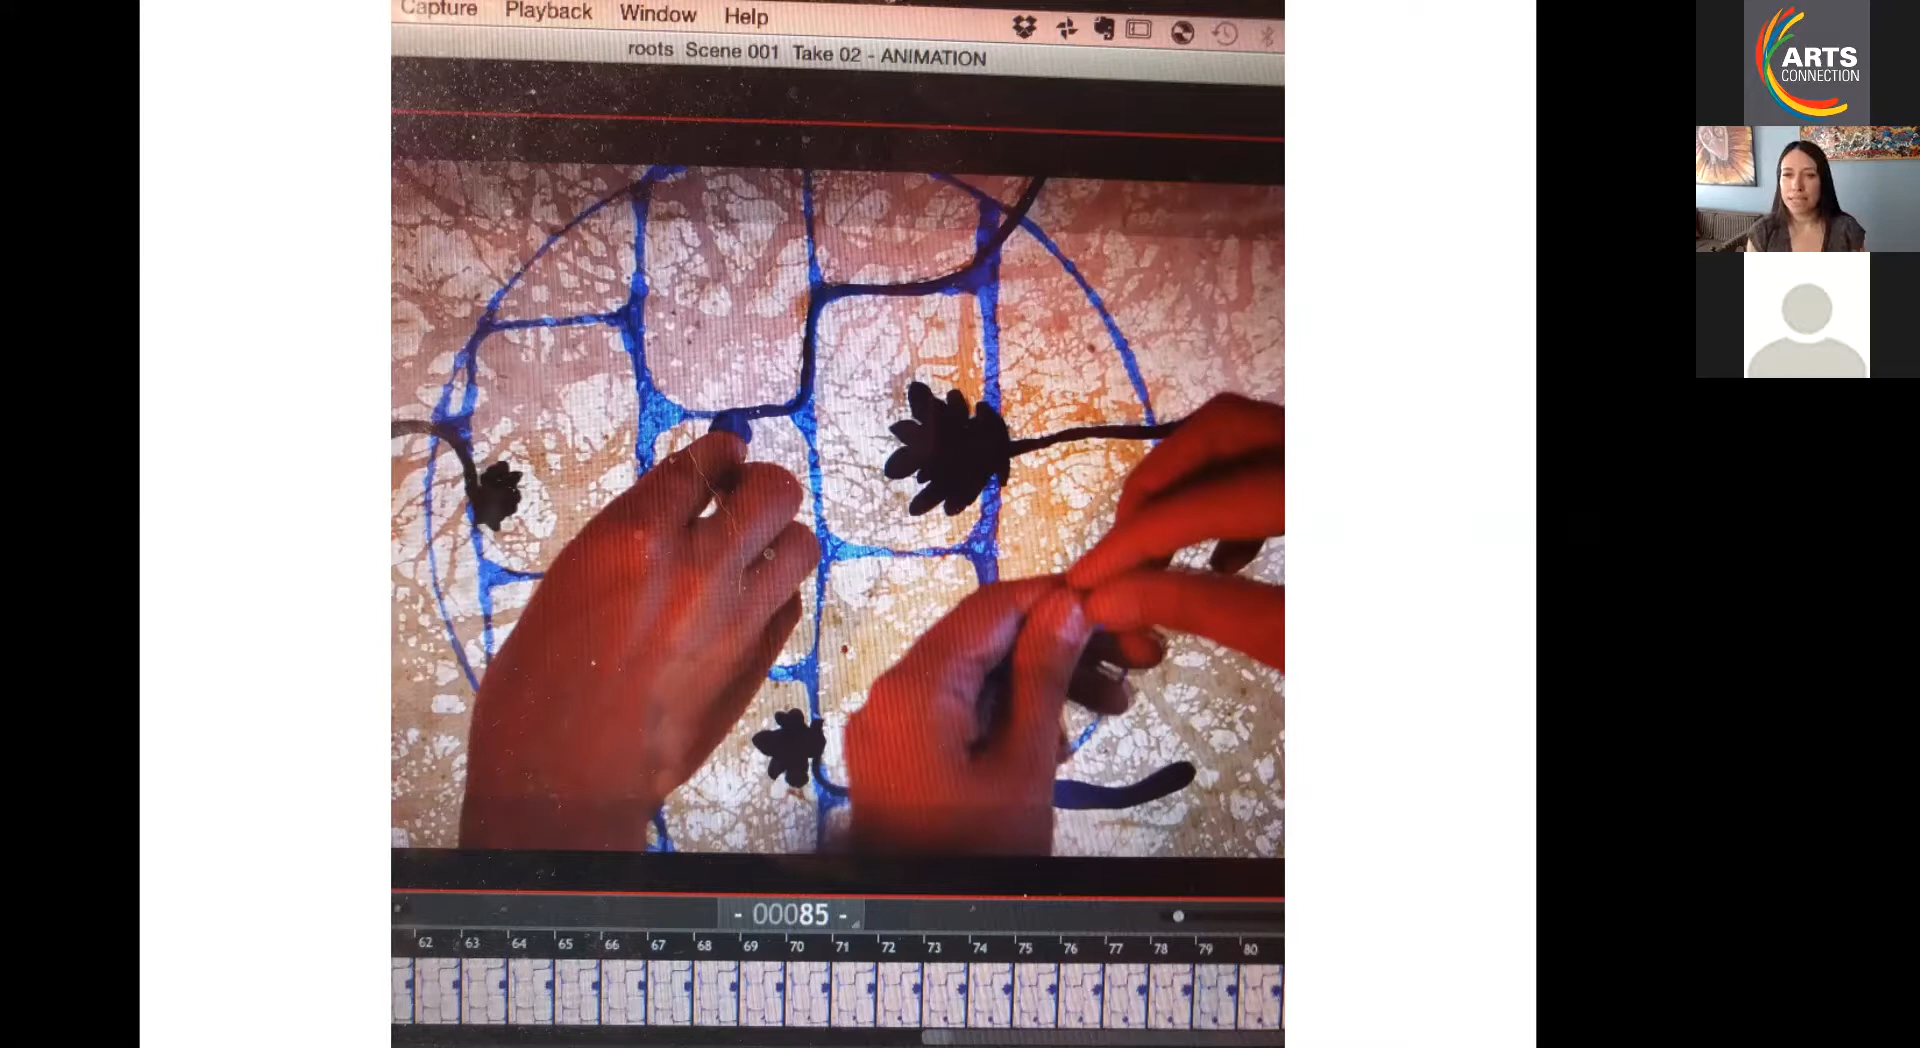 Capture Playback Window Help
roots Scene 001 Take 02 - ANIMATION
ARTS
CONNECTION
- 00085 -
62 63 64 65 66 67 68 69 70 71 72 73 74 75 76 77 78 79 80